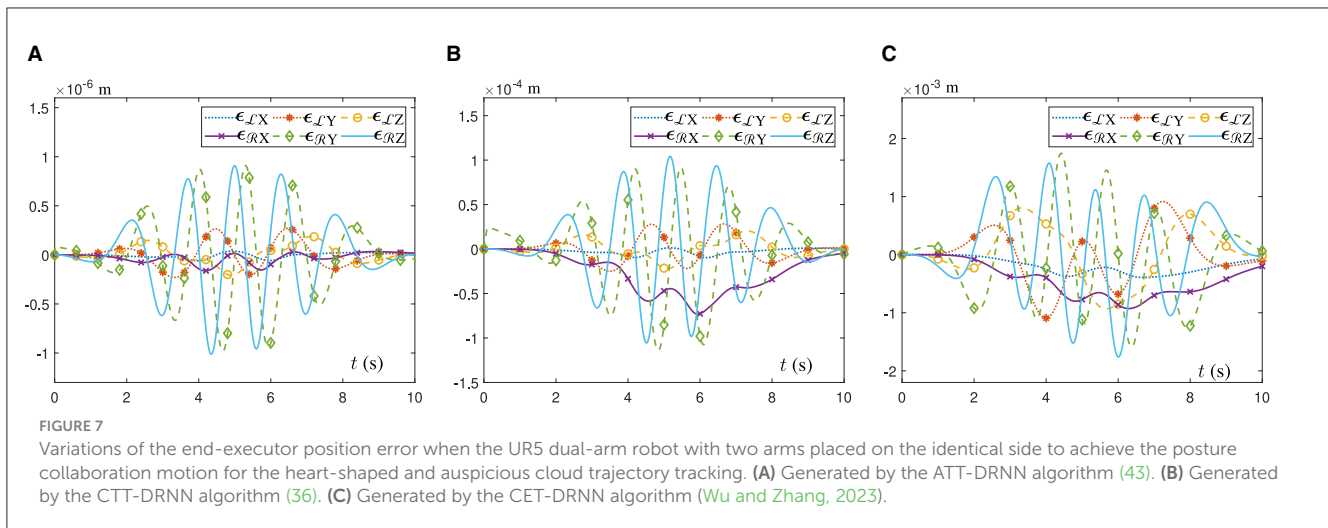 A
B
C
×10⁻⁶ m
×10⁻⁴ m
×10⁻³ m
1.5
1
0.5
0
-0.5
-1
ϵℒX ϵℒY ϵℒZ
ϵℛX ϵℛY ϵℛZ
t (s)
0 2 4 6 8 10
1.5
1
0.5
0
-0.5
-1
-1.5
ϵℒX ϵℒY ϵℒZ
ϵℛX ϵℛY ϵℛZ
t (s)
0 2 4 6 8 10
2
1
0
-1
-2
ϵℒX ϵℒY ϵℒZ
ϵℛX ϵℛY ϵℛZ
t (s)
0 2 4 6 8 10
FIGURE 7
Variations of the end-executor position error when the UR5 dual-arm robot with two arms placed on the identical side to achieve the posture
collaboration motion for the heart-shaped and auspicious cloud trajectory tracking. (A) Generated by the ATT-DRNN algorithm (43). (B) Generated
by the CTT-DRNN algorithm (36). (C) Generated by the CET-DRNN algorithm (Wu and Zhang, 2023).